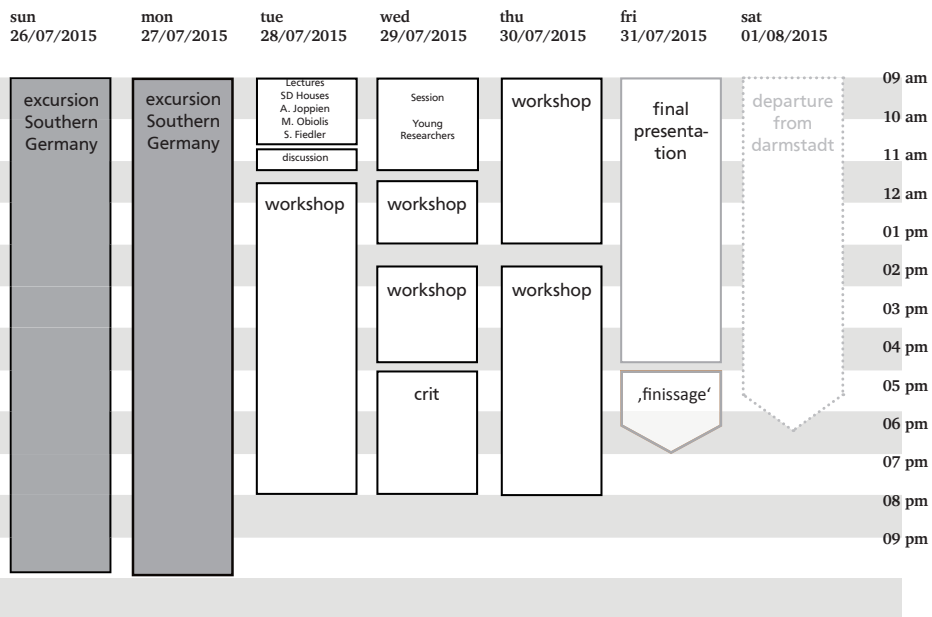 sun
26/07/2015
mon
27/07/2015
tue
28/07/2015
wed
29/07/2015
thu
30/07/2015
fri
31/07/2015
sat
01/08/2015
excursion
Southern
Germany
excursion
Southern
Germany
Lectures
SD Houses
A. Joppien
M. Obiolis
S. Fiedler
discussion
workshop
Session
Young
Researchers
workshop
workshop
crit
workshop
workshop
final
presenta-
tion
‚finissage‘
departure
from
darmstadt
09 am
10 am
11 am
12 am
01 pm
02 pm
03 pm
04 pm
05 pm
06 pm
07 pm
08 pm
09 pm